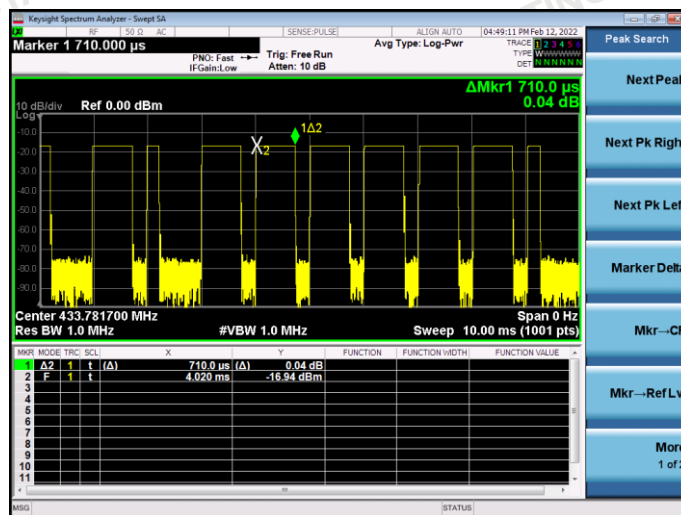 Keysight Spectrum Analyzer - Swept SA
RF 50 Ω AC SENSE:PULSE ALIGN AUTO 04:49:11 PM Feb 12, 2022
Marker 1 710.000 µs
PNO: Fast
IFGain:Low
Trig: Free Run
Atten: 10 dB
Avg Type: Log-Pwr
TRACE 1 2 3 4 5 6
TYPE WWWWWW
DET N N N N N N
Peak Search
ΔMkr1 710.0 µs
0.04 dB
10 dB/div Ref 0.00 dBm
Log
-10.0
-20.0
-30.0
-40.0
-50.0
-60.0
-70.0
-80.0
-90.0
1Δ2
X2
Center 433.781700 MHz Span 0 Hz
Res BW 1.0 MHz #VBW 1.0 MHz Sweep 10.00 ms (1001 pts)
MKR MODE TRC SCL X Y FUNCTION FUNCTION WIDTH FUNCTION VALUE
1 Δ2 1 t (Δ) 710.0 µs (Δ) 0.04 dB
2 F 1 t 4.020 ms -16.94 dBm
3
4
5
6
7
8
9
10
11
MSG STATUS
Next Peak
Next Pk Righ
Next Pk Lef
Marker Delta
Mkr→CF
Mkr→Ref Lv
More
1 of 2